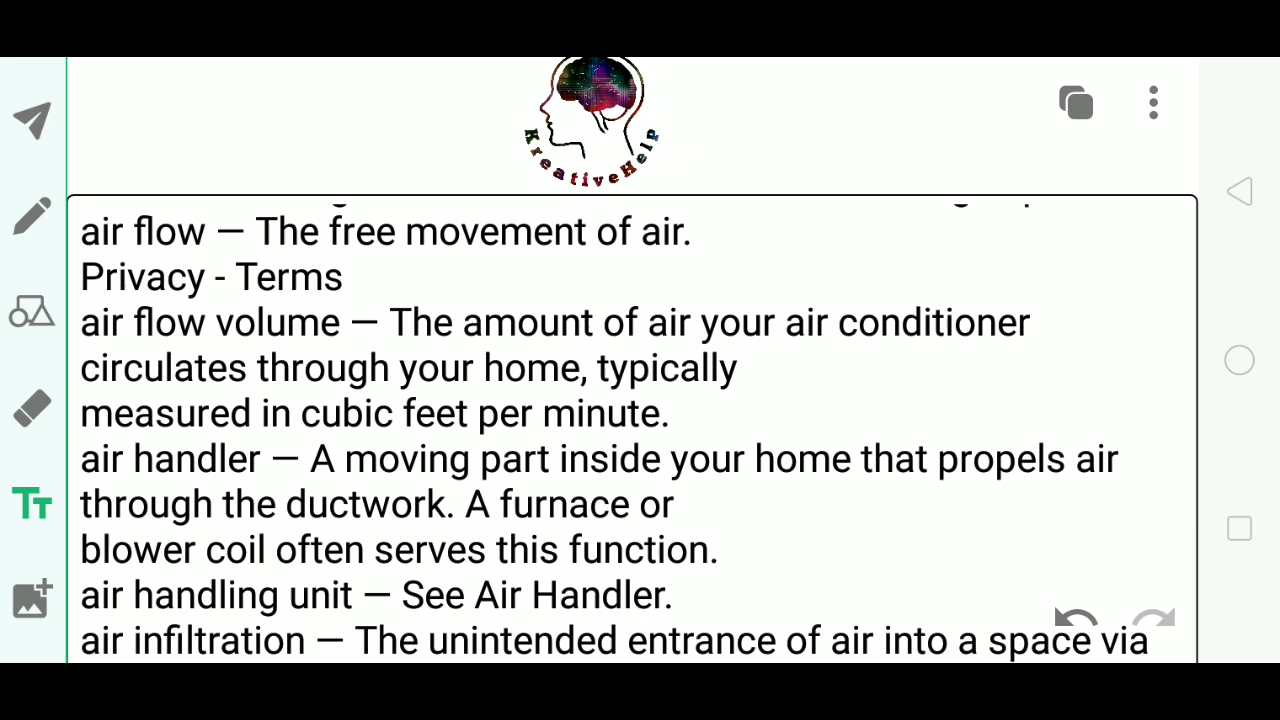 KreativeHelp
air flow — The free movement of air.
Privacy - Terms
air flow volume — The amount of air your air conditioner
circulates through your home, typically
measured in cubic feet per minute.
air handler — A moving part inside your home that propels air
through the ductwork. A furnace or
blower coil often serves this function.
air handling unit — See Air Handler.
air infiltration — The unintended entrance of air into a space via
TT